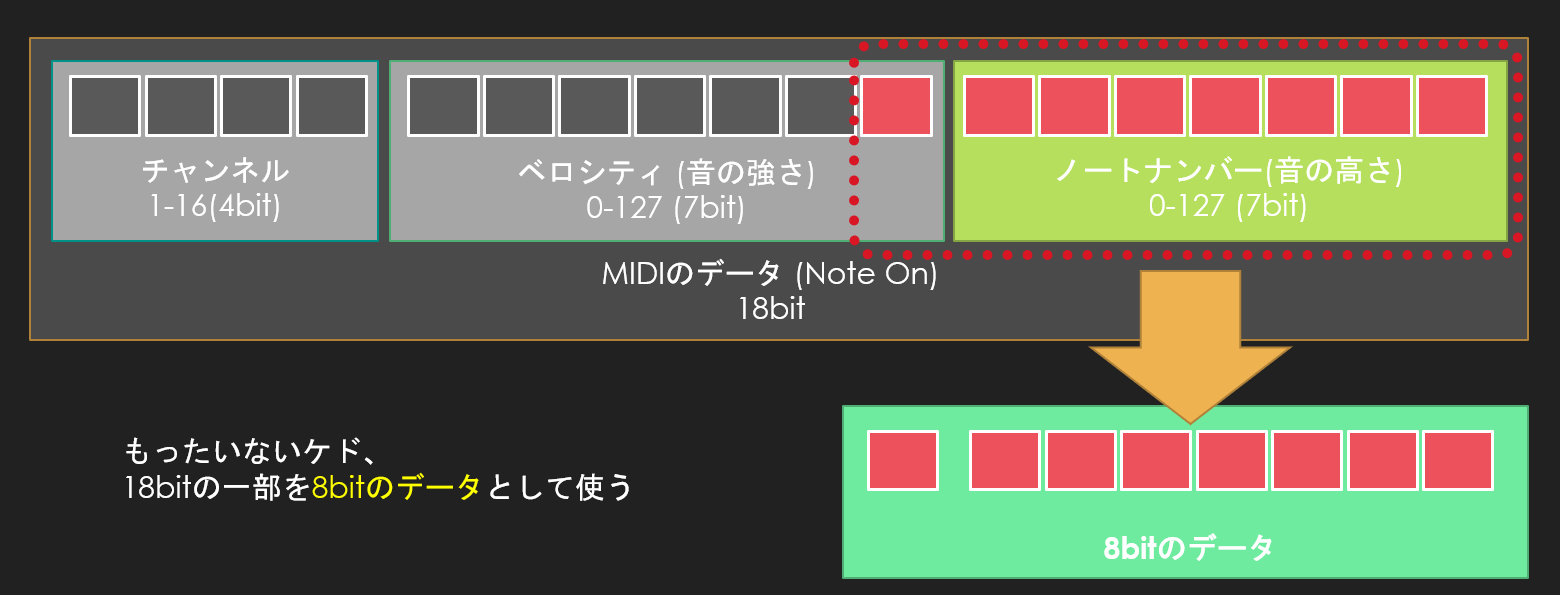 チャンネル
1-16(4bit)
ベロシティ (音の強さ)
0-127 (7bit)
ノートナンバー(音の高さ)
0-127 (7bit)
MIDIのデータ (Note On)
18bit
もったいないケド、
18bitの一部を8bitのデータとして使う
8bitのデータ